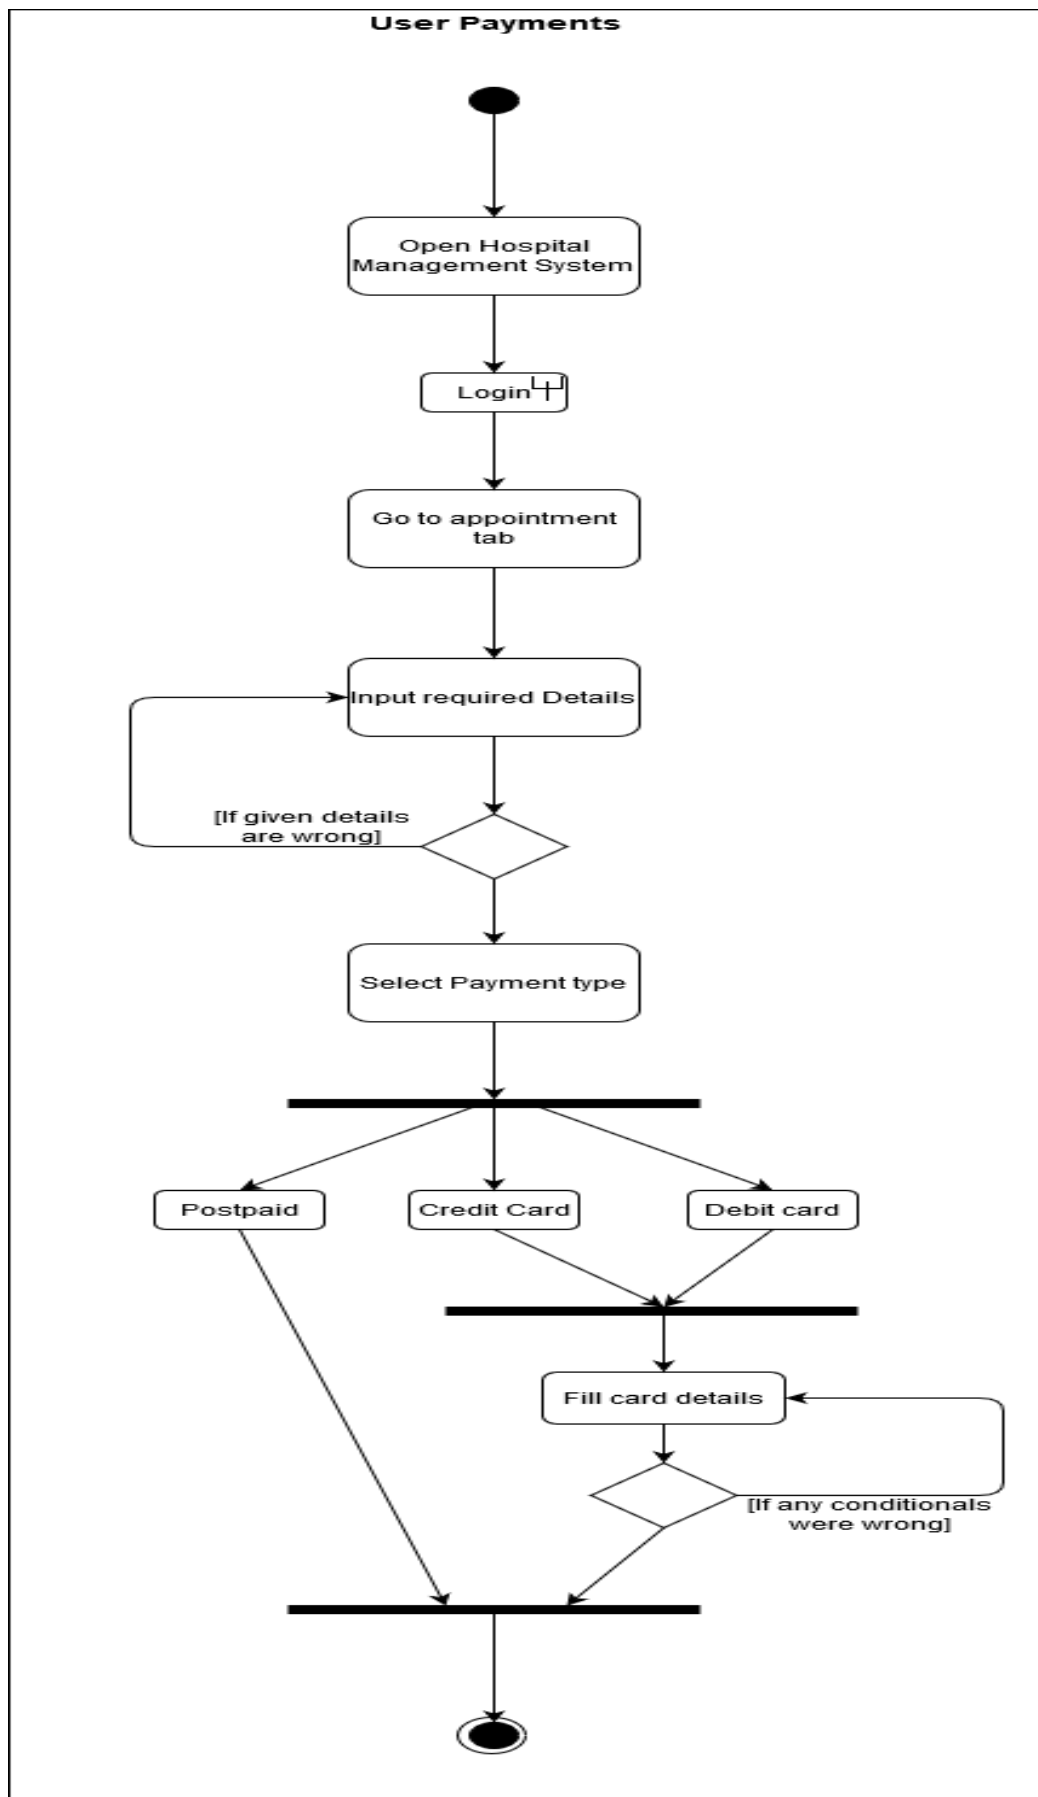 User Payments
Open Hospital
Management System
Login
Go to appointment
tab
Input required Details
[If given details
are wrong]
Select Payment type
Postpaid
Credit Card
Debit card
Fill card details
[If any conditionals
were wrong]